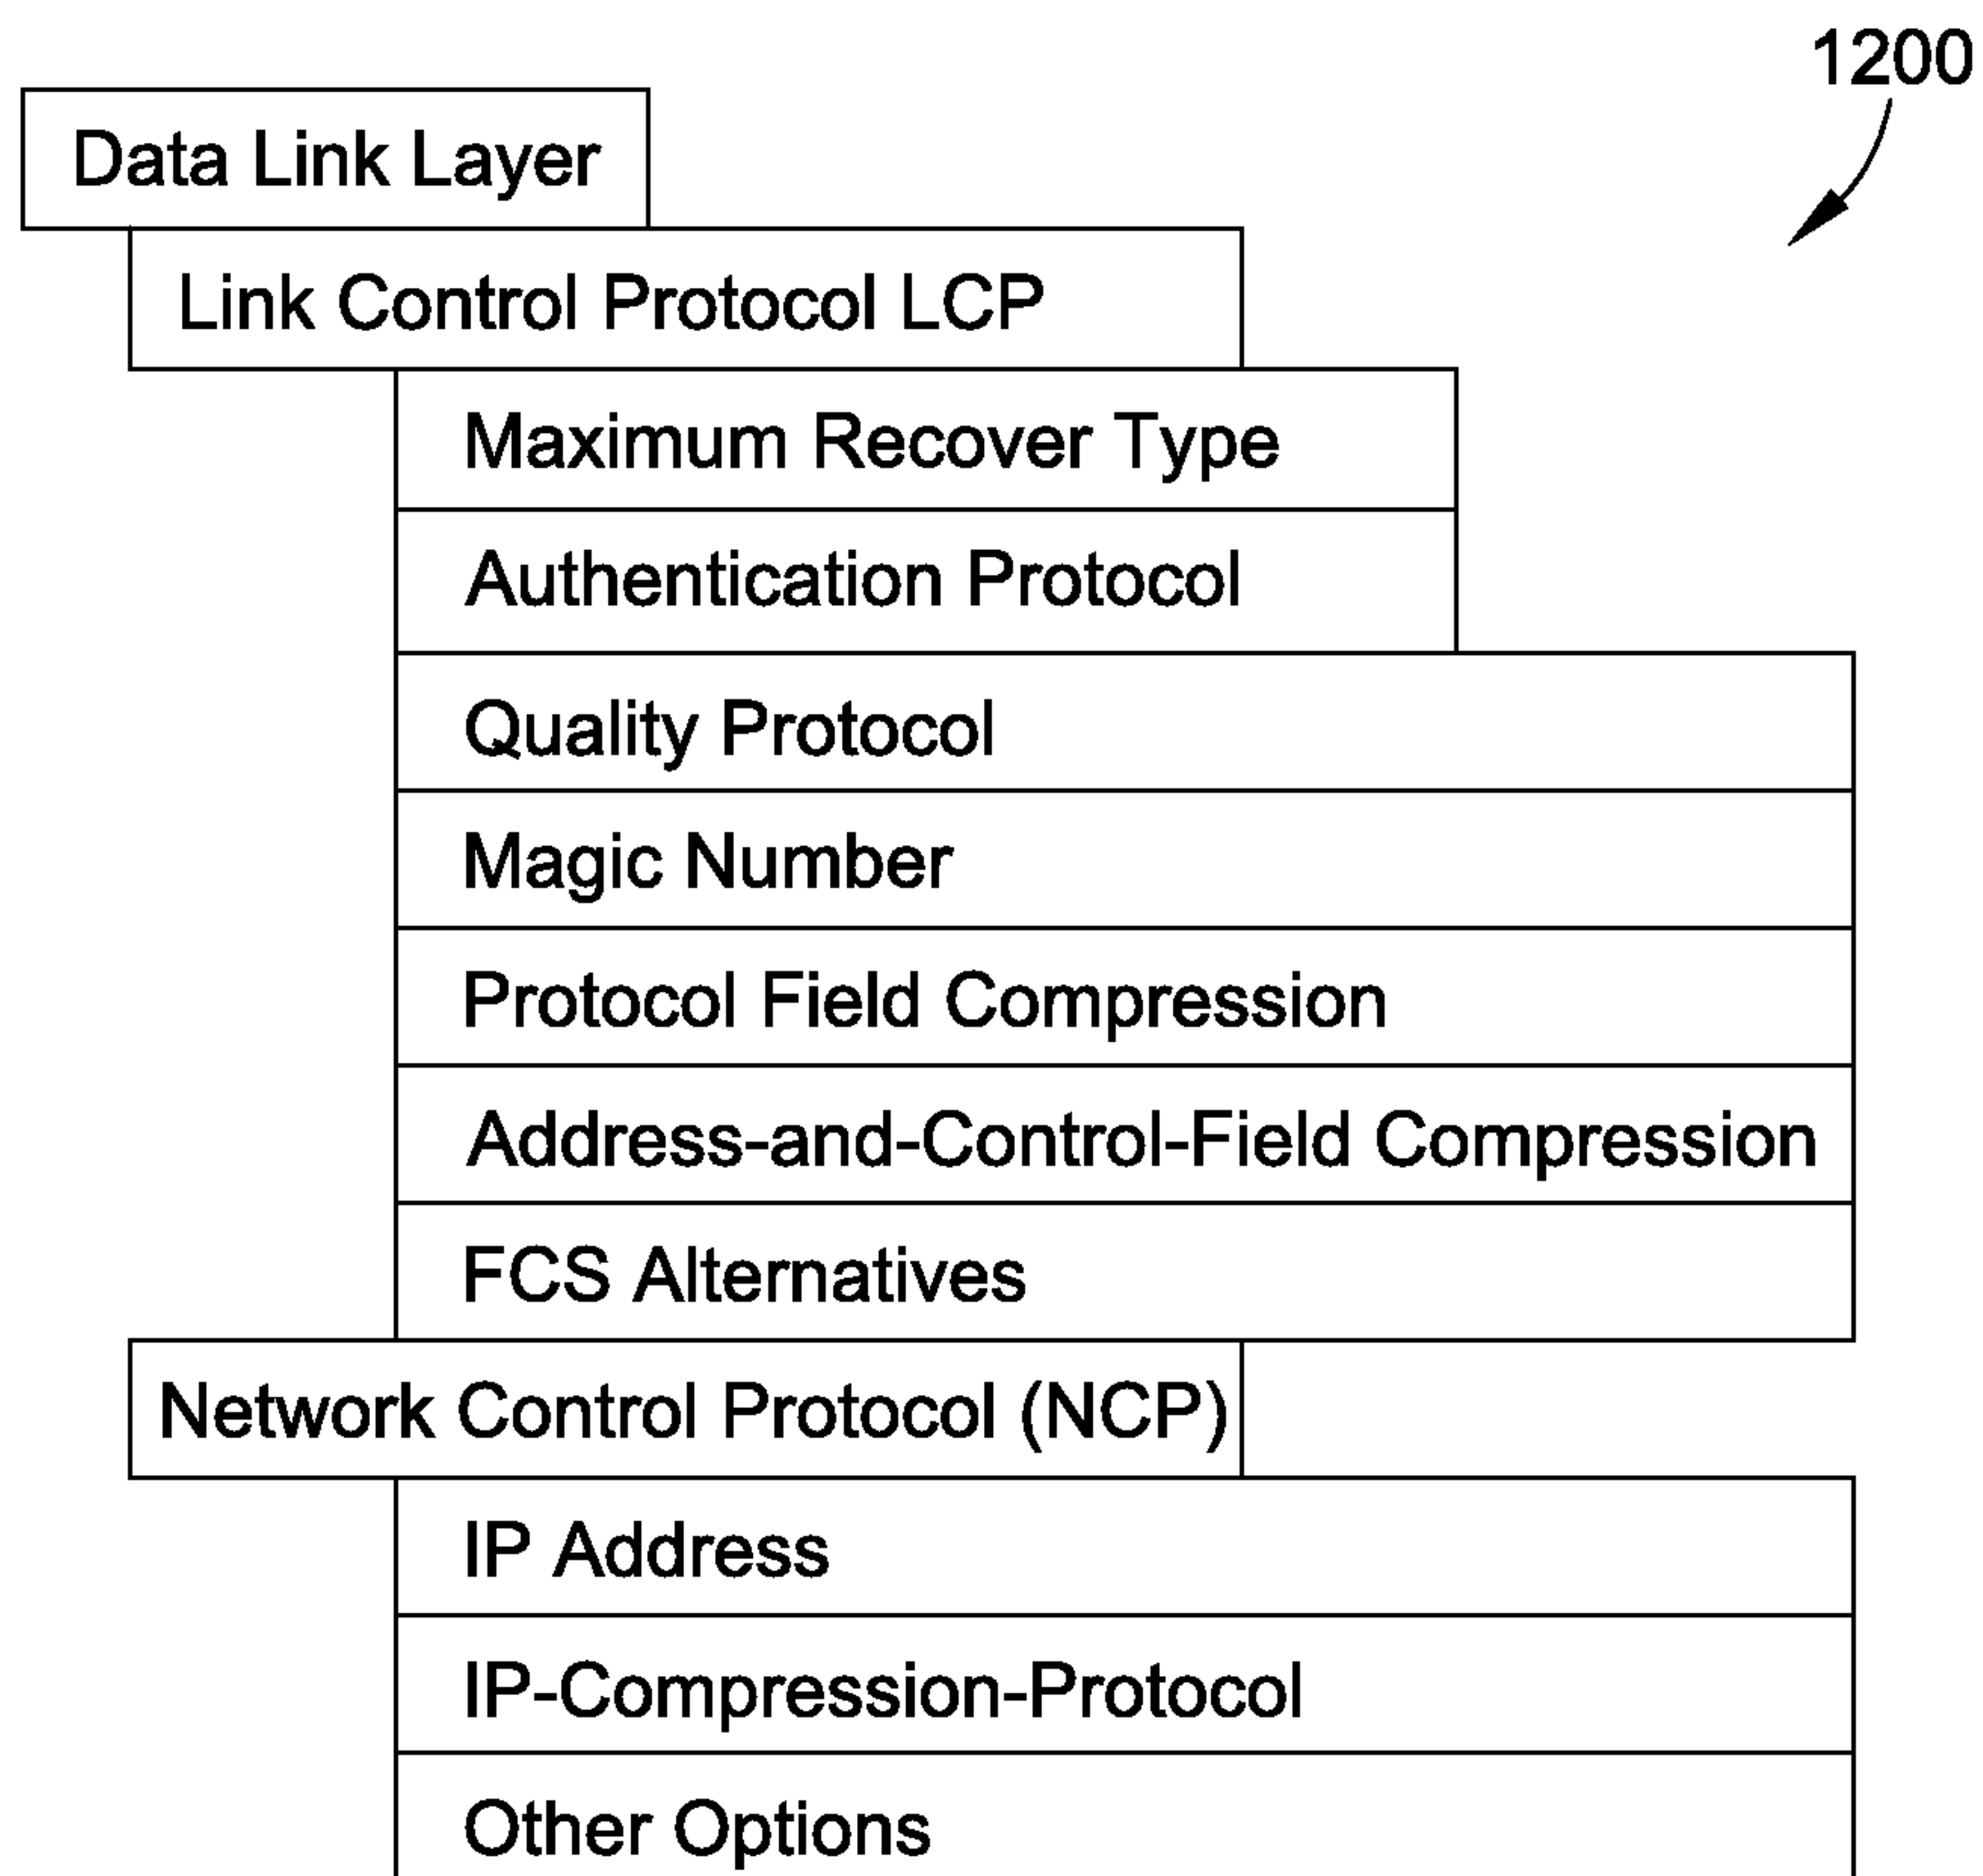 1200
Data Link Layer
Link Control Protocol LCP
Maximum Recover Type
Authentication Protocol
Quality Protocol
Magic Number
Protocol Field Compression
Address-and-Control-Field Compression
FCS Alternatives
Network Control Protocol (NCP)
IP Address
IP-Compression-Protocol
Other Options